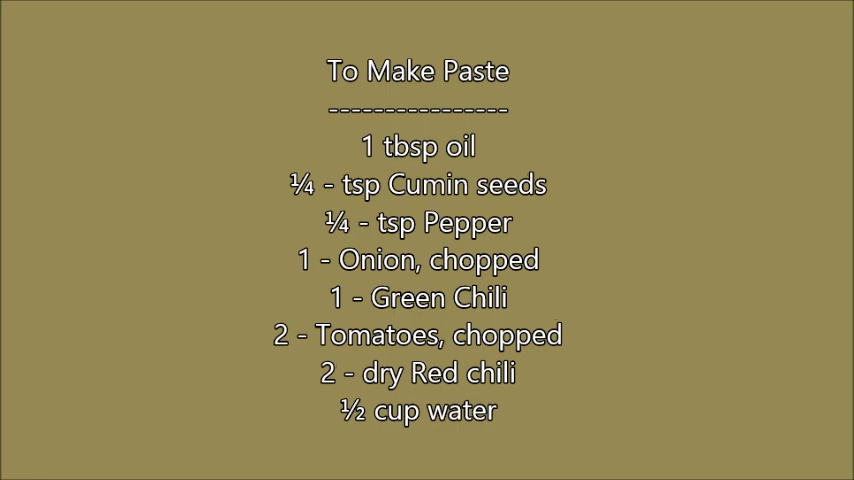 To Make Paste
----------------
1 tbsp oil
¼ - tsp Cumin seeds
¼ - tsp Pepper
1 - Onion, chopped
1 - Green Chili
2 - Tomatoes, chopped
2 - dry Red chili
½ cup water